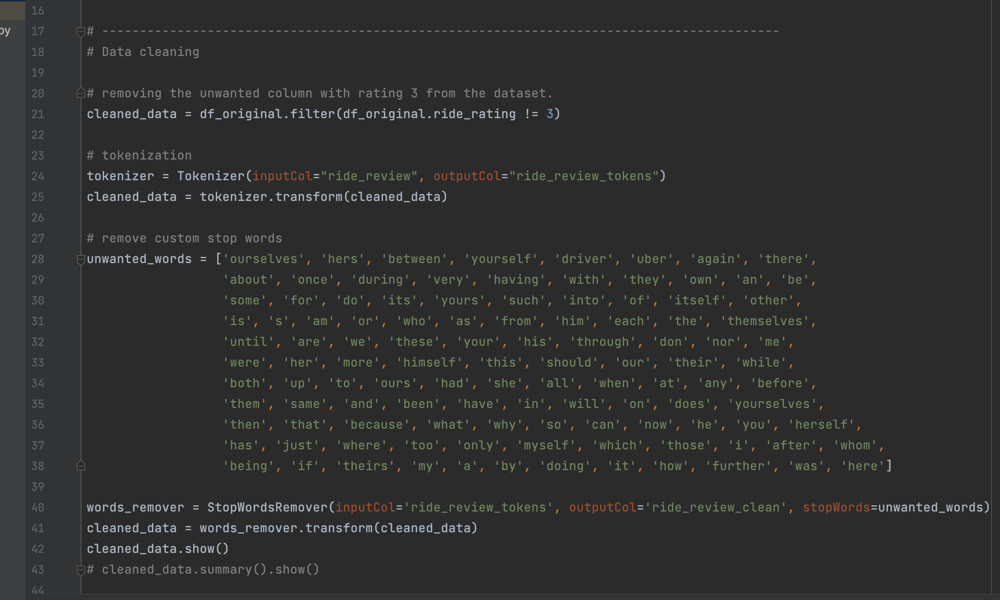 16
py
17 # ------------------------------------------------------------------------------------------
18 # Data cleaning
19
20 # removing the unwanted column with rating 3 from the dataset.
21 cleaned_data = df_original.filter(df_original.ride_rating != 3)
22
23 # tokenization
24 tokenizer = Tokenizer(inputCol="ride_review", outputCol="ride_review_tokens")
25 cleaned_data = tokenizer.transform(cleaned_data)
26
27 # remove custom stop words
28 unwanted_words = ['ourselves', 'hers', 'between', 'yourself', 'driver', 'uber', 'again', 'there',
29 'about', 'once', 'during', 'very', 'having', 'with', 'they', 'own', 'an', 'be',
30 'some', 'for', 'do', 'its', 'yours', 'such', 'into', 'of', 'itself', 'other',
31 'is', 's', 'am', 'or', 'who', 'as', 'from', 'him', 'each', 'the', 'themselves',
32 'until', 'are', 'we', 'these', 'your', 'his', 'through', 'don', 'nor', 'me',
33 'were', 'her', 'more', 'himself', 'this', 'should', 'our', 'their', 'while',
34 'both', 'up', 'to', 'ours', 'had', 'she', 'all', 'when', 'at', 'any', 'before',
35 'them', 'same', 'and', 'been', 'have', 'in', 'will', 'on', 'does', 'yourselves',
36 'then', 'that', 'because', 'what', 'why', 'so', 'can', 'now', 'he', 'you', 'herself',
37 'has', 'just', 'where', 'too', 'only', 'myself', 'which', 'those', 'i', 'after', 'whom',
38 'being', 'if', 'theirs', 'my', 'a', 'by', 'doing', 'it', 'how', 'further', 'was', 'here']
39
40 words_remover = StopWordsRemover(inputCol='ride_review_tokens', outputCol='ride_review_clean', stopWords=unwanted_words)
41 cleaned_data = words_remover.transform(cleaned_data)
42 cleaned_data.show()
43 # cleaned_data.summary().show()
44